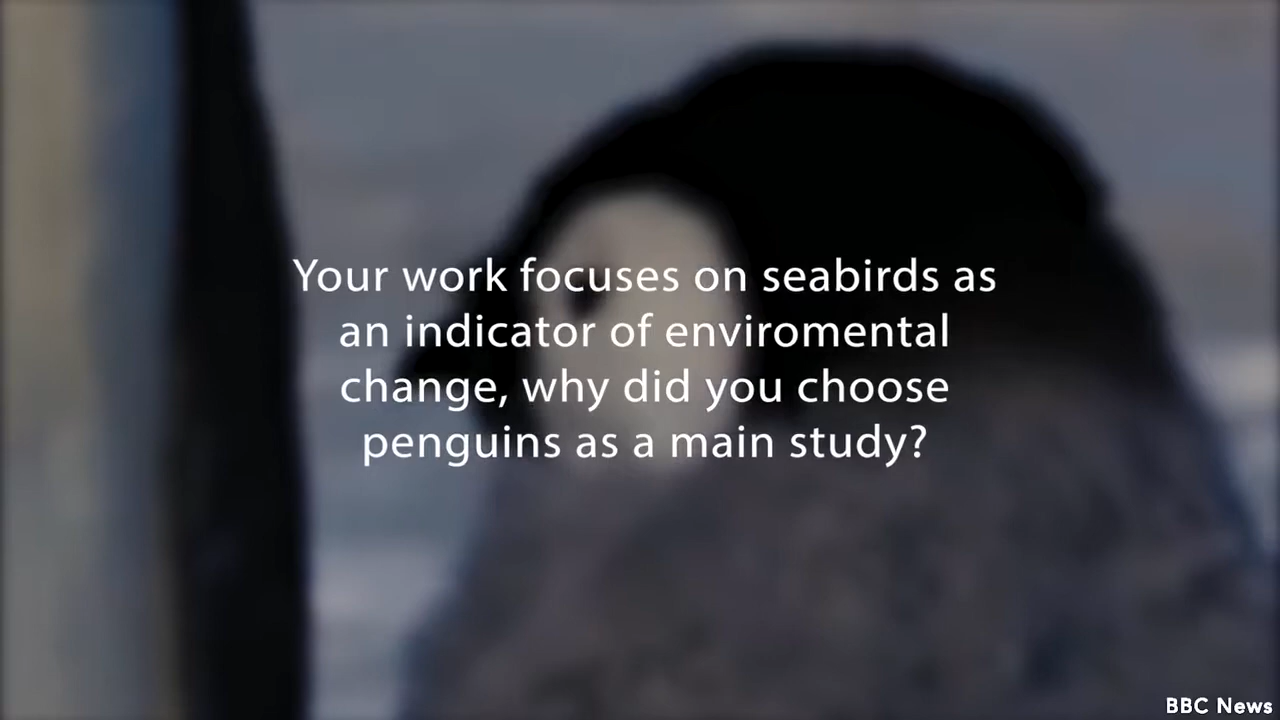 Your work focuses on seabirds as
an indicator of enviromental
change, why did you choose
penguins as a main study?
BBC News